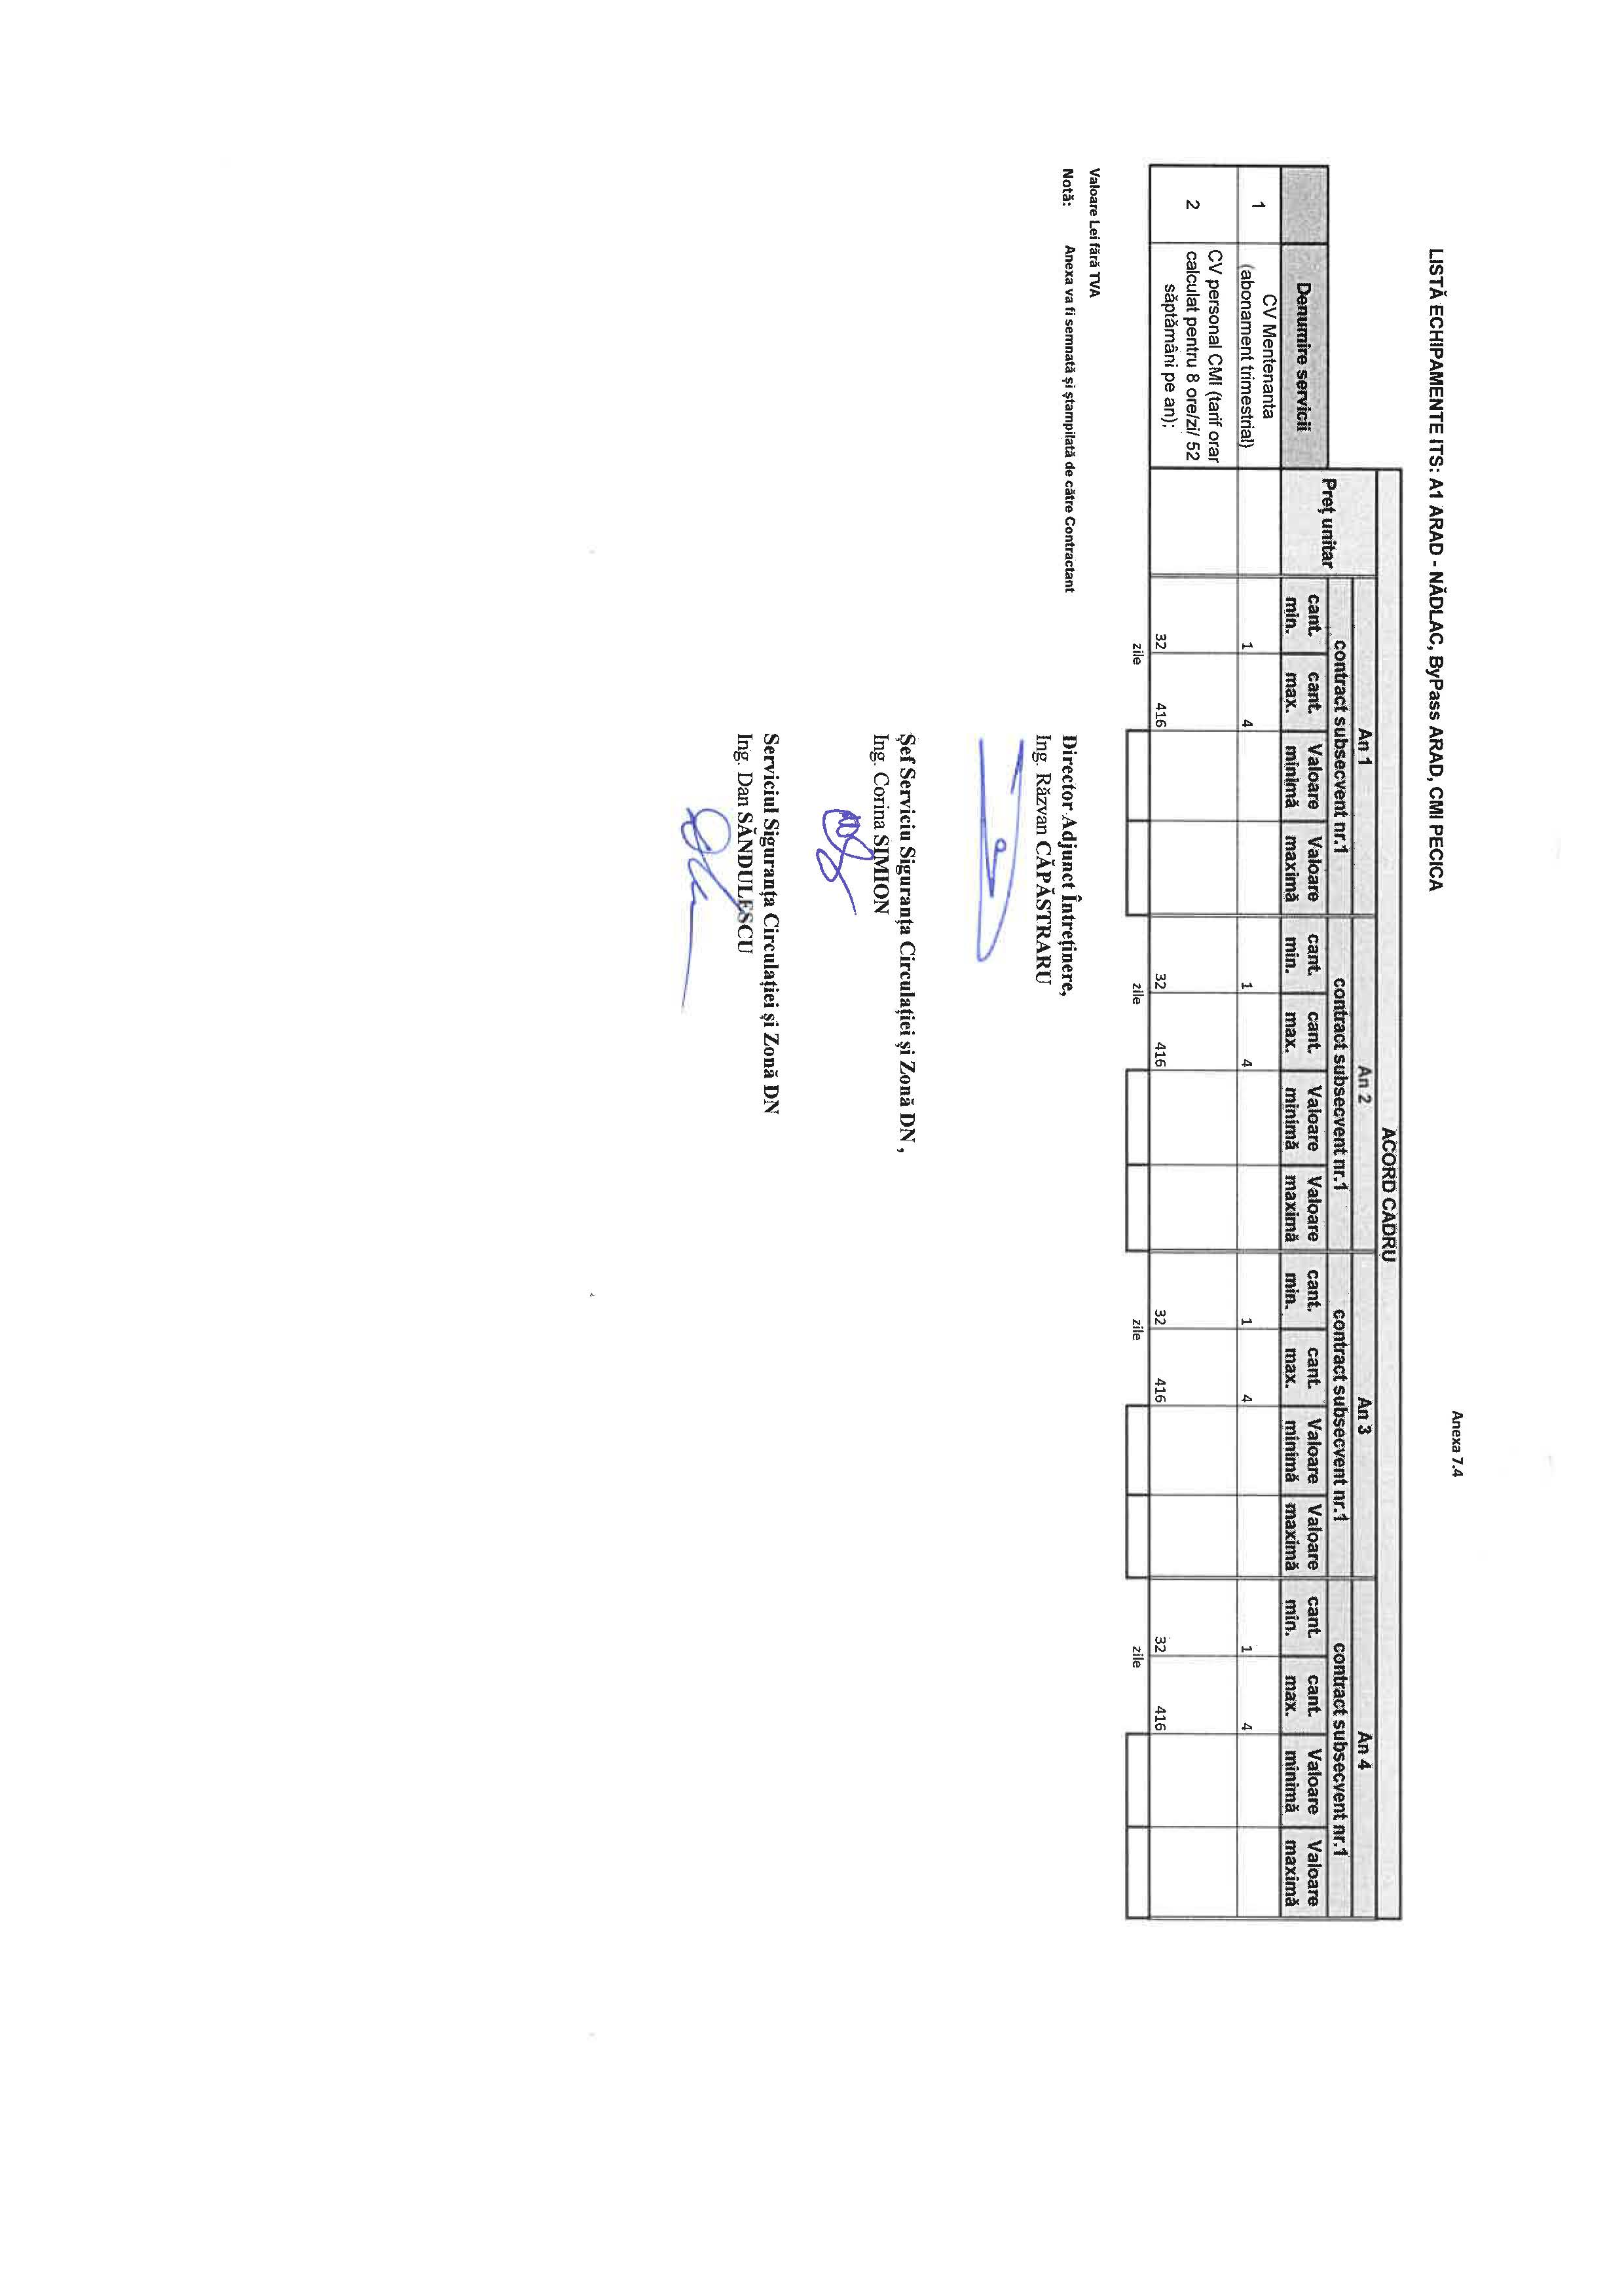 Anexa 7.4
LISTĂ ECHIPAMENTE ITS: A1 ARAD - NĂDLAC, ByPass ARAD, CMI PECICA
ACORD CADRU
An 1 An 2 An 3 An 4
contract subsecvent nr.1 contract subsecvent nr.1 contract subsecvent nr.1 contract subsecvent nr.1
Denumire servicii Preț unitar cant. min. cant. max. Valoare minimă Valoare maximă cant. min. cant. max. Valoare minimă Valoare maximă cant. min. cant. max. Valoare minimă Valoare maximă cant. min. cant. max. Valoare minimă Valoare maximă
1 CV Mentenanta
(abonament trimestrial) 1 4 1 4 1 4 1 4
2 CV personal CMI (tarif orar
calculat pentru 8 ore/zi/ 52
săptămâni pe an); 32 416 32 416 32 416 32 416
zile zile zile zile
Valoare Lei fără TVA
Notă: Anexa va fi semnată și ștampilată de către Contractant
Director Adjunct Întreținere,
Ing. Răzvan CĂPĂSTRARU
Șef Serviciu Siguranța Circulației și Zonă DN ,
Ing. Corina SIMION
Serviciul Siguranța Circulației și Zonă DN
Ing. Dan SĂNDULESCU